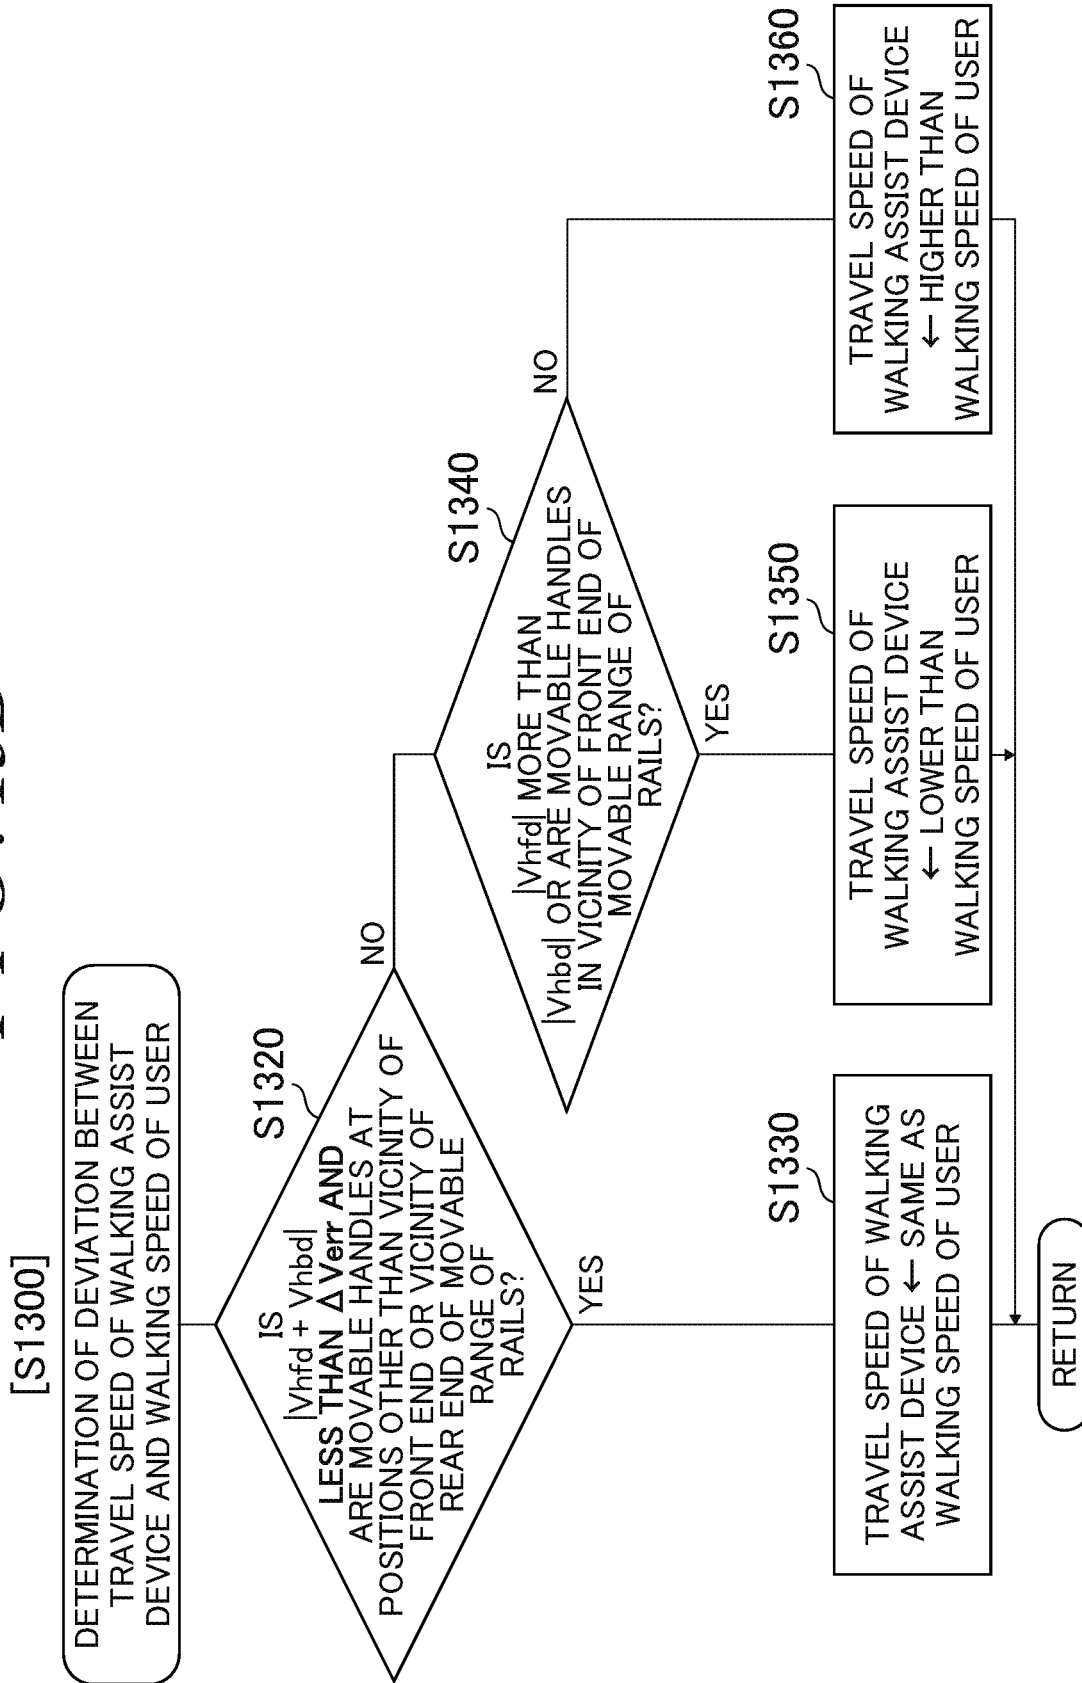 [S1300]
DETERMINATION OF DEVIATION BETWEEN
TRAVEL SPEED OF WALKING ASSIST
DEVICE AND WALKING SPEED OF USER
S1320
IS
|Vhfd + Vhbd|
LESS THAN ΔVerr AND
ARE MOVABLE HANDLES AT
POSITIONS OTHER THAN VICINITY OF
FRONT END OR VICINITY OF
REAR END OF MOVABLE
RANGE OF
RAILS?
NO
YES
S1340
IS
|Vhfd| MORE THAN
|Vhbd| OR ARE MOVABLE HANDLES
IN VICINITY OF FRONT END OF
MOVABLE RANGE OF
RAILS?
NO
YES
S1330
TRAVEL SPEED OF WALKING
ASSIST DEVICE ← SAME AS
WALKING SPEED OF USER
S1350
TRAVEL SPEED OF
WALKING ASSIST DEVICE
← LOWER THAN
WALKING SPEED OF USER
S1360
TRAVEL SPEED OF
WALKING ASSIST DEVICE
← HIGHER THAN
WALKING SPEED OF USER
RETURN